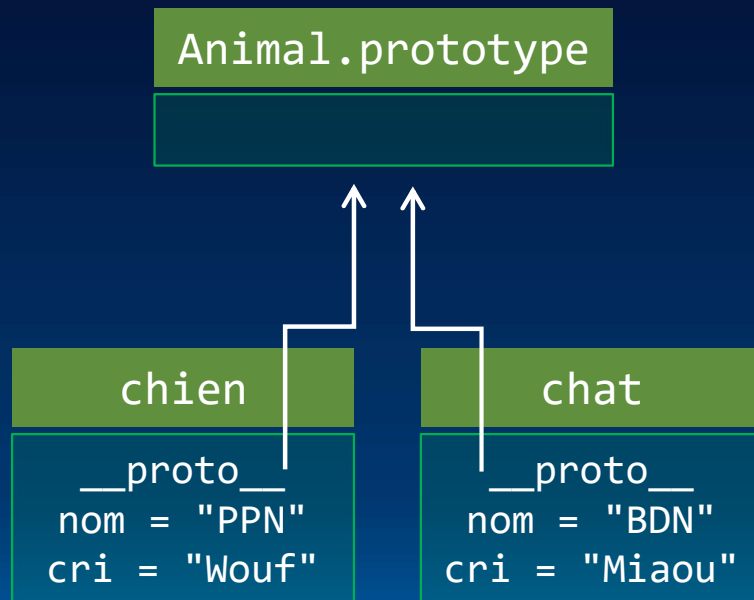 Animal.prototype
chien
__proto__
nom = "PPN"
cri = "Wouf"
chat
__proto__
nom = "BDN"
cri = "Miaou"